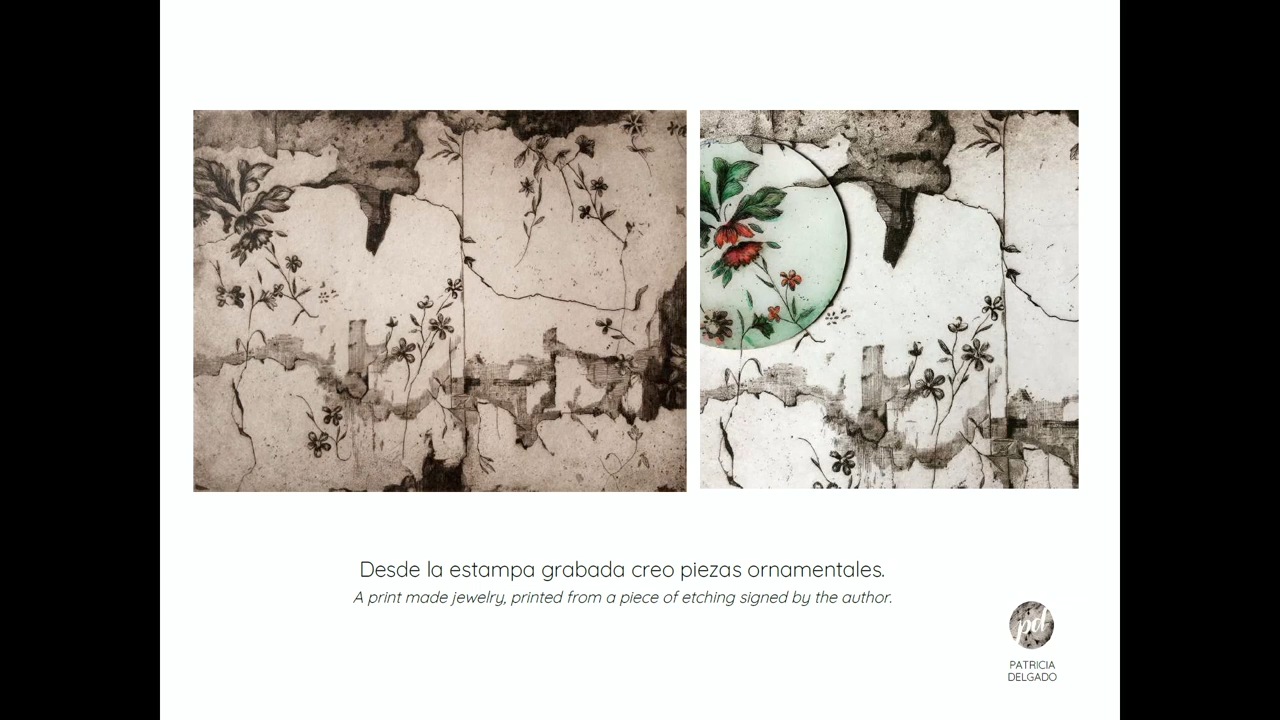 Desde la estampa grabada creo piezas ornamentales.
A print made jewelry, printed from a piece of etching signed by the author.
pd
PATRICIA
DELGADO